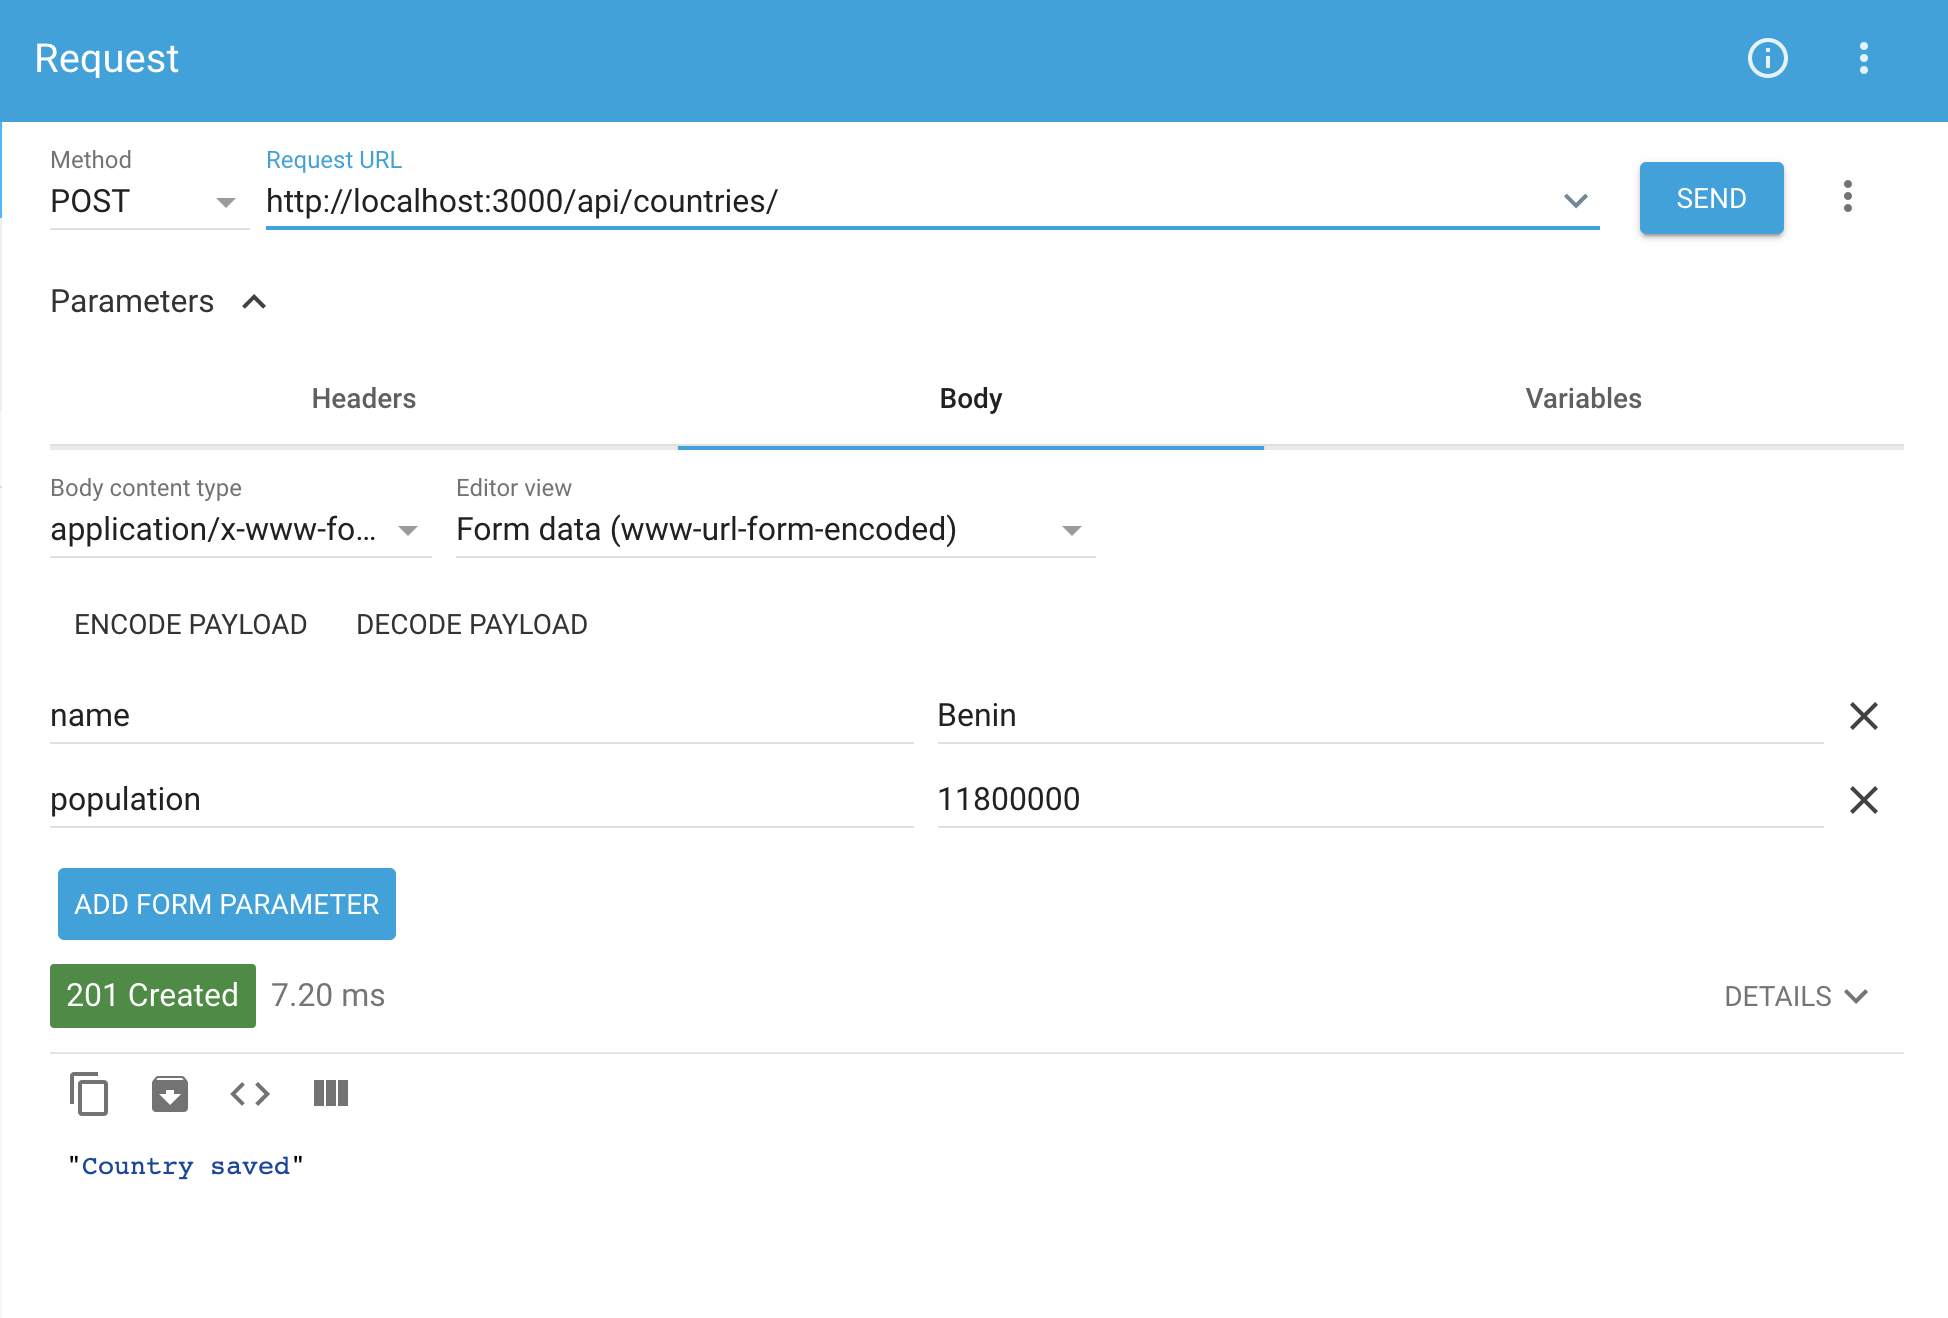 Request
Method
Request URL
POST
http://localhost:3000/api/countries/
SEND
Parameters
Headers
Body
Variables
Body content type
Editor view
application/x-www-fo...
Form data (www-url-form-encoded)
ENCODE PAYLOAD
DECODE PAYLOAD
name
Benin
population
11800000
ADD FORM PARAMETER
201 Created
7.20 ms
DETAILS
"Country saved"